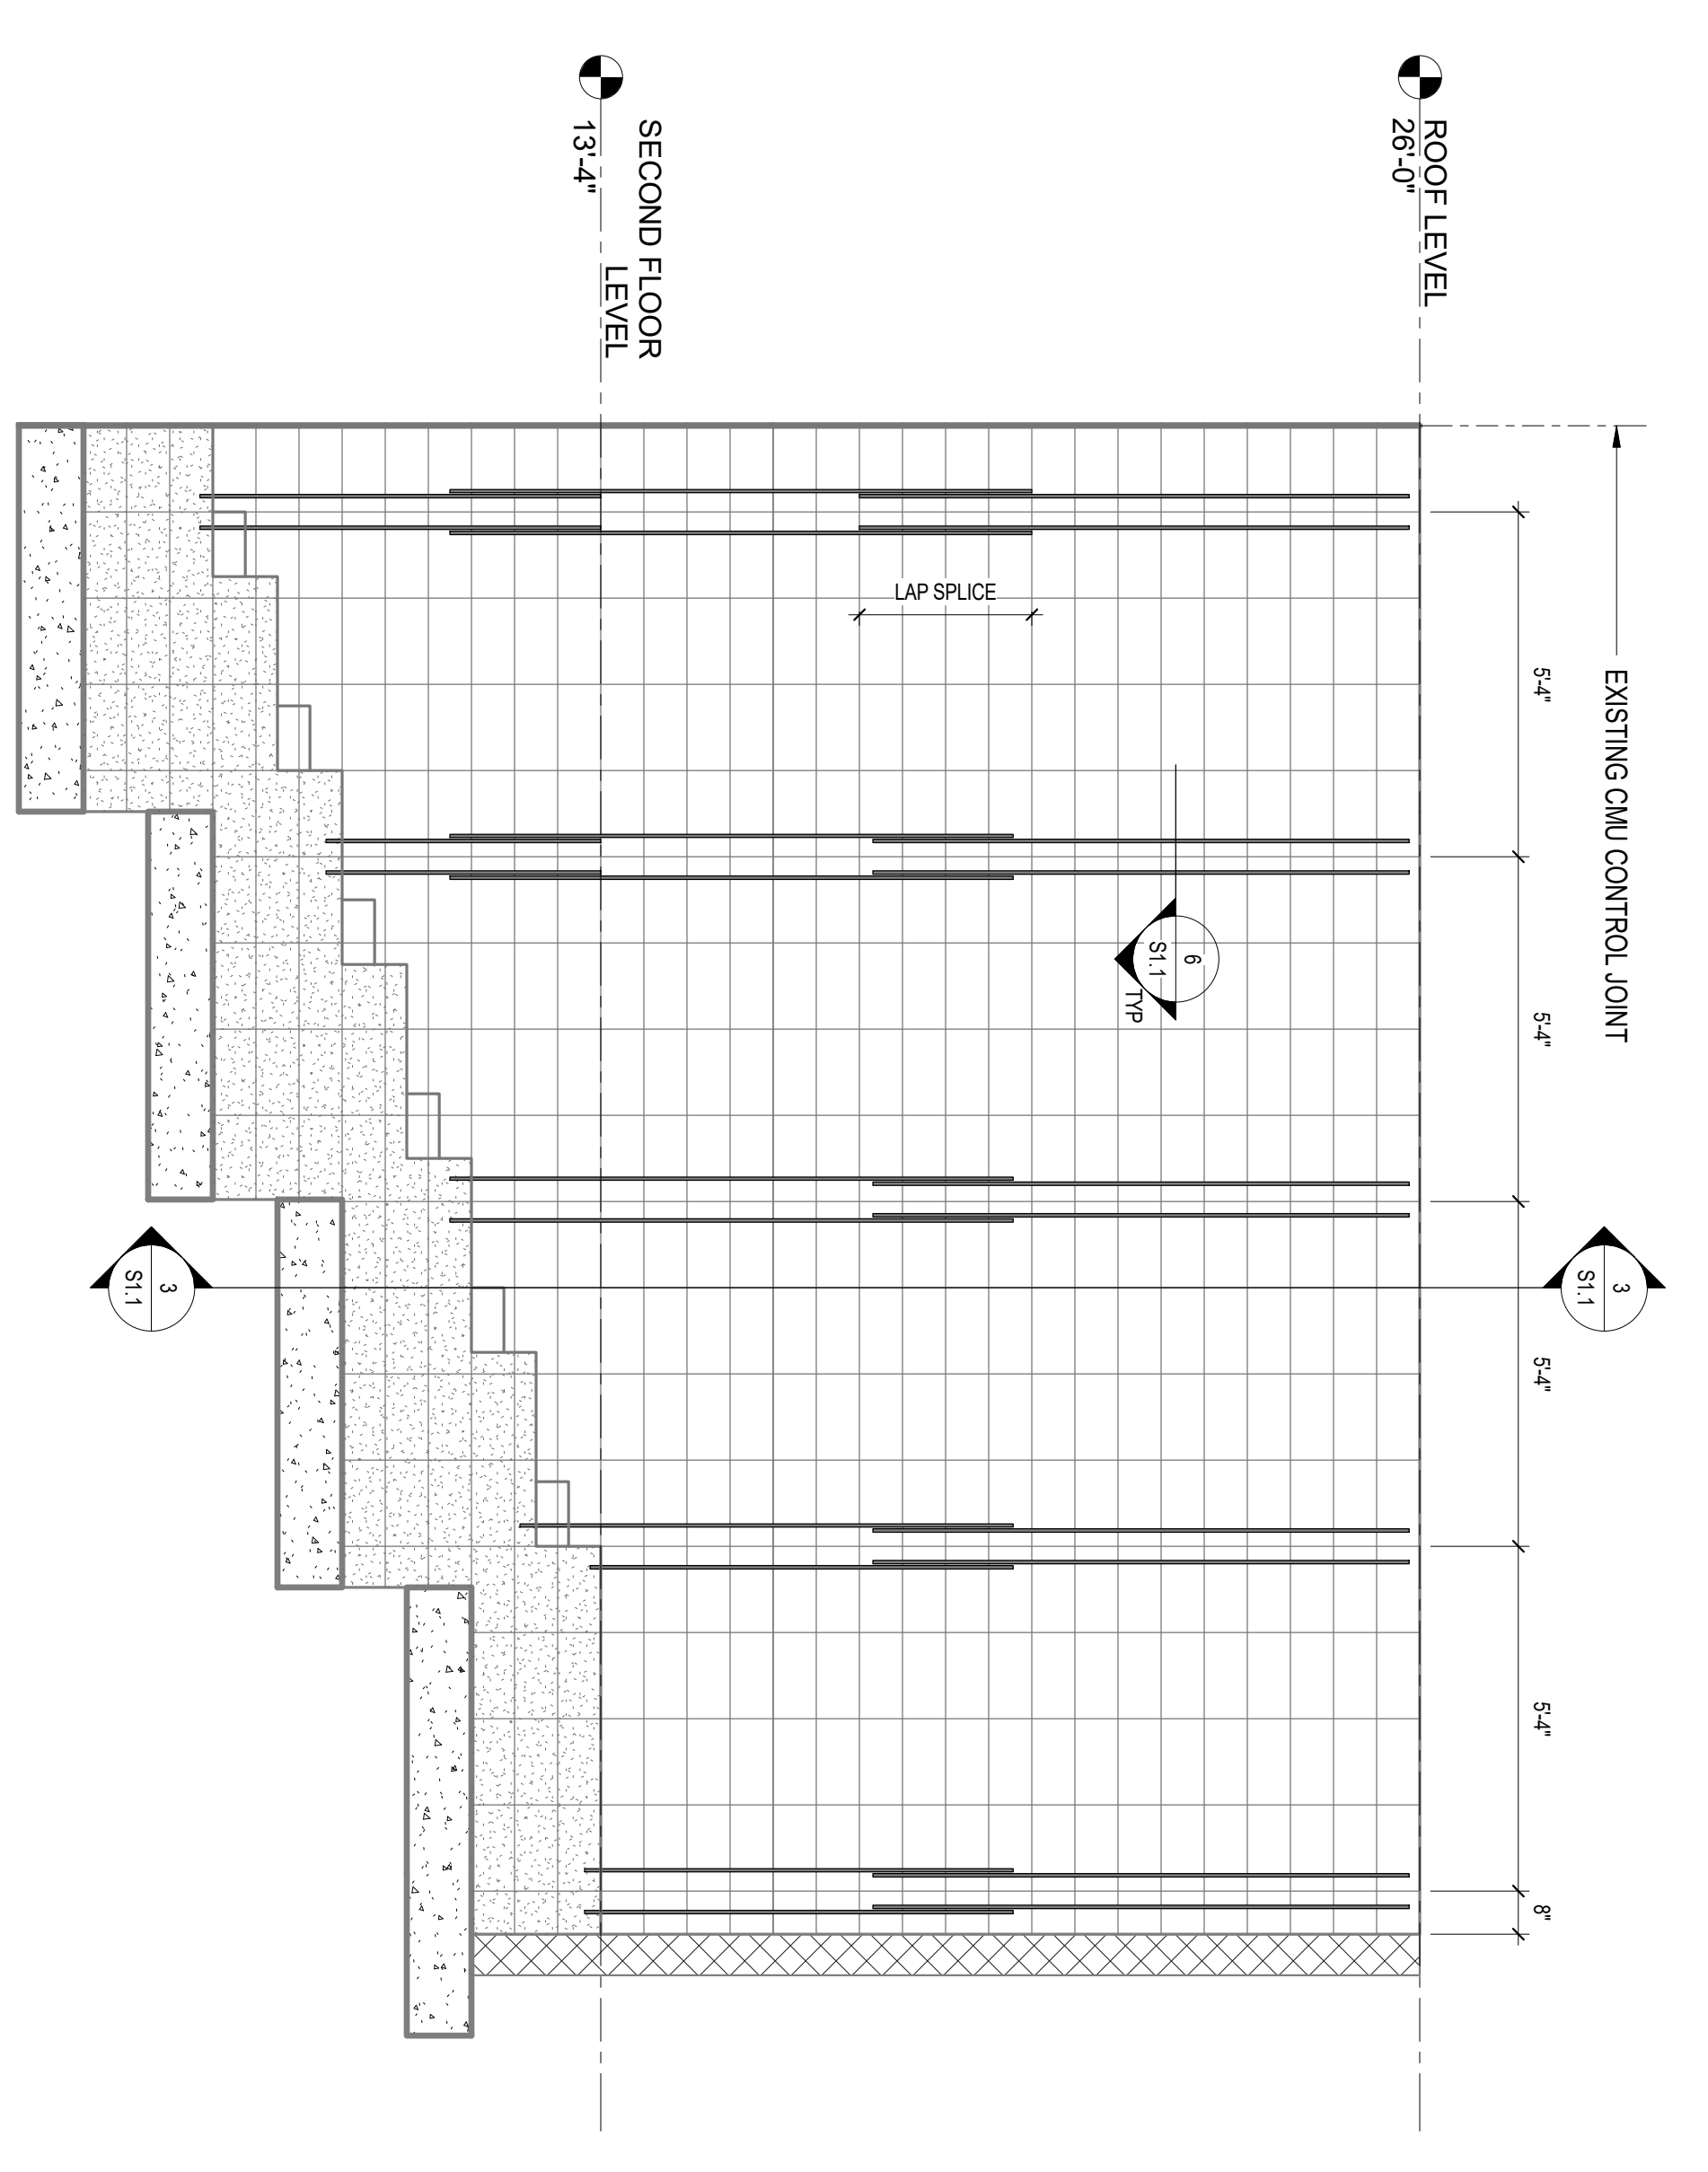 EXISTING CMU CONTROL JOINT
5'-4"
5'-4"
5'-4"
5'-4"
8"
ROOF LEVEL
26'-0"
SECOND FLOOR
LEVEL
13'-4"
LAP SPLICE
6
S1.1
TYP
3
S1.1
3
S1.1